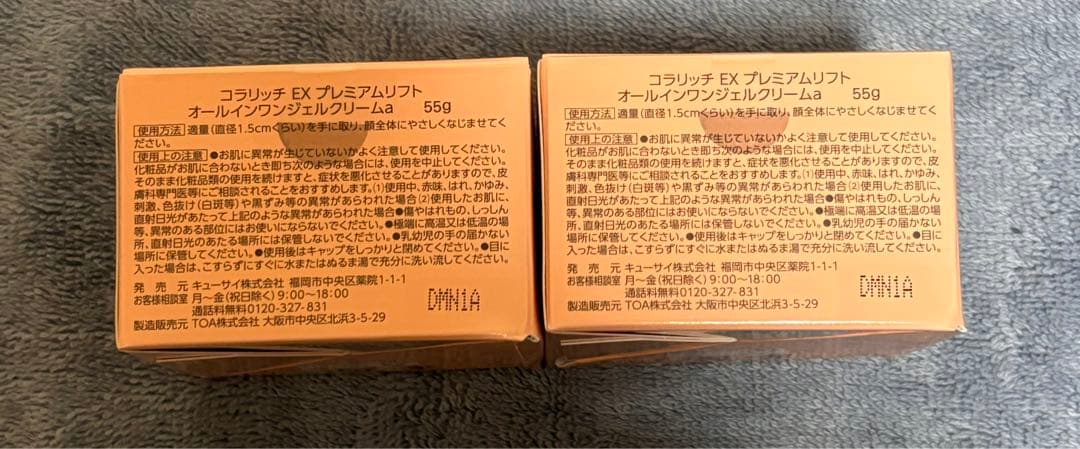 コラリッチ EX プレミアムリフト
オールインワンジェルクリームa 55g
使用方法 適量(直径1.5cmくらい)を手に取り、顔全体にやさしくなじませてく
ださい。
使用上の注意 ●お肌に異常が生じていないかよく注意して使用してください。
化粧品がお肌に合わないとき即ち次のような場合には、使用を中止してください。
そのまま化粧品類の使用を続けますと、症状を悪化させることがありますので、皮
膚科専門医等にご相談されることをおすすめします。(1)使用中、赤味、はれ、かゆみ、
刺激、色抜け(白斑等)や黒ずみ等の異常があらわれた場合(2)使用したお肌に、
直射日光があたって上記のような異常があらわれた場合●傷やはれもの、しっしん
等、異常のある部位にはお使いにならないでください。●極端に高温又は低温の場
所、直射日光のあたる場所には保管しないでください。●乳幼児の手の届かない
場所に保管してください。●使用後はキャップをしっかりと閉めてください。●目に
入った場合は、こすらずにすぐに水またはぬるま湯で充分に洗い流してください。
発売元 キューサイ株式会社 福岡市中央区薬院1-1-1
お客様相談室 月~金(祝日除く)9:00~18:00
通話料無料0120-327-831
製造販売元 TOA株式会社 大阪市中央区北浜3-5-29
DMN1A
コラリッチ EX プレミアムリフト
オールインワンジェルクリームa 55g
使用方法 適量(直径1.5cmくらい)を手に取り、顔全体にやさしくなじませてく
ださい。
使用上の注意 ●お肌に異常が生じていないかよく注意して使用してください。
化粧品がお肌に合わないとき即ち次のような場合には、使用を中止してください。
そのまま化粧品類の使用を続けますと、症状を悪化させることがありますので、皮
膚科専門医等にご相談されることをおすすめします。(1)使用中、赤味、はれ、かゆみ、
刺激、色抜け(白斑等)や黒ずみ等の異常があらわれた場合(2)使用したお肌に、
直射日光があたって上記のような異常があらわれた場合●傷やはれもの、しっしん
等、異常のある部位にはお使いにならないでください。●極端に高温又は低温の場
所、直射日光のあたる場所には保管しないでください。●乳幼児の手の届かない
場所に保管してください。●使用後はキャップをしっかりと閉めてください。●目に
入った場合は、こすらずにすぐに水またはぬるま湯で充分に洗い流してください。
発売元 キューサイ株式会社 福岡市中央区薬院1-1-1
お客様相談室 月~金(祝日除く)9:00~18:00
通話料無料0120-327-831
製造販売元 TOA株式会社 大阪市中央区北浜3-5-29
DMN1A